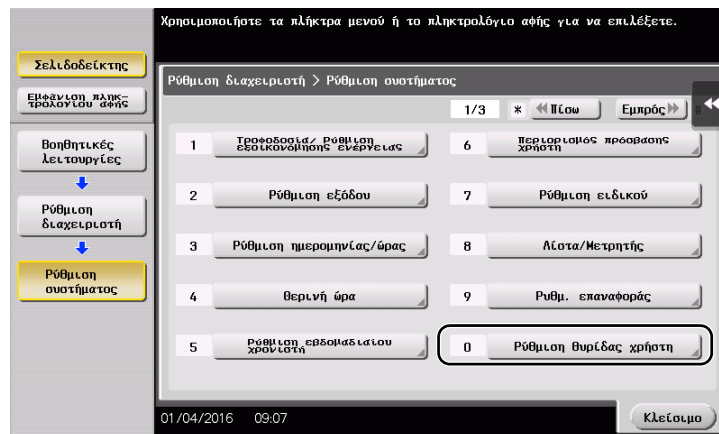 Χρησιμοποιήστε τα πλήκτρα μενού ή το πληκτρολόγιο αφής για να επιλέξετε.
Σελιδοδείκτης
Εμφάνιση πληκ-
τρολογίου αφής
Βοηθητικές
λειτουργίες
Ρύθμιση
διαχειριστή
Ρύθμιση
συστήματος
Ρύθμιση διαχειριστή > Ρύθμιση συστήματος
1/3 * Πίσω Εμπρός
1 Τροφοδοσία/ Ρύθμιση
εξοικονόμησης ενέργειας
2 Ρύθμιση εξόδου
3 Ρύθμιση ημερομηνίας/ώρας
4 Θερινή ώρα
5 Ρύθμιση εβδομαδιαίου
χρονιστή
6 Περιορισμός πρόσβασης
χρήστη
7 Ρύθμιση ειδικού
8 Λίστα/Μετρητής
9 Ρυθμ. επαναφοράς
0 Ρύθμιση θυρίδας χρήστη
01/04/2016 09:07
Κλείσιμο